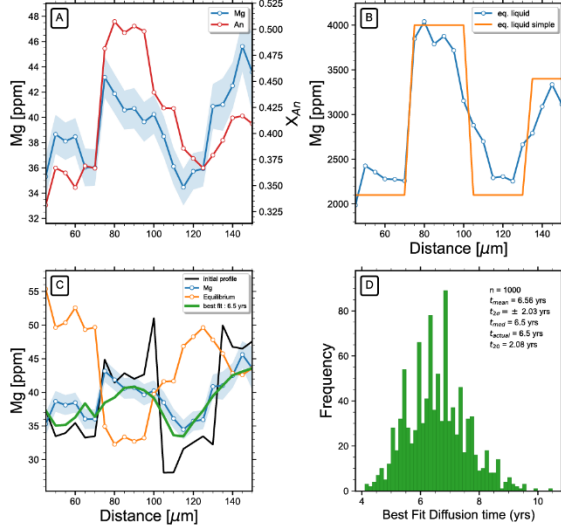 A
Mg
An
Mg [ppm]
48
46
44
42
40
38
36
34
32
0.525
0.500
0.475
0.450
0.425
0.400
0.375
0.350
0.325
X_An
60
80
100
120
140
B
eq. liquid
eq. liquid simple
Mg [ppm]
4000
3500
3000
2500
2000
60
80
100
120
140
Distance [μm]
C
initial profile
Mg
Equilibrium
best fit : 6.5 yrs
Mg [ppm]
55
50
45
40
35
30
60
80
100
120
140
Distance [μm]
D
n = 1000
t_mean = 6.56 yrs
t_2σ = ± 2.03 yrs
t_mod = 6.5 yrs
t_actual = 6.5 yrs
t_2σ = 2.08 yrs
Frequency
80
60
40
20
0
4
6
8
10
Best Fit Diffusion time (yrs)